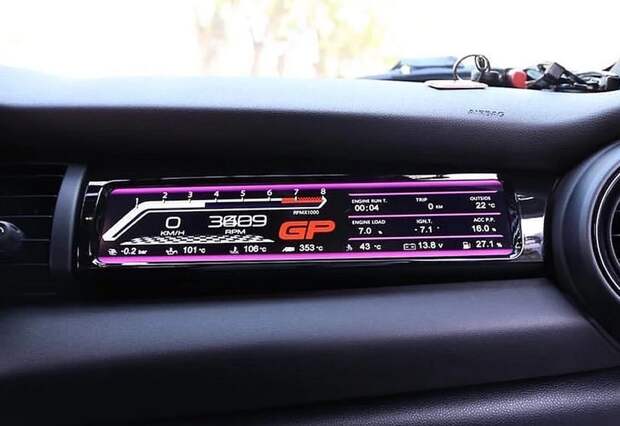 AIRBAG
1 2 3 4 5 6 7 8
RPMX1000
0
KM/H
RPM
GP
ENGINE RUN T. TRIP OUTSIDE
00:04 0 KM 22 °C
ENGINE LOAD IGN.T. ACC P.P.
7.0 % -7.1 ° 16.0 %
-0.2 bar 101 °C 106 °C 353 °C 43 °C 13.8 V 27.1 %